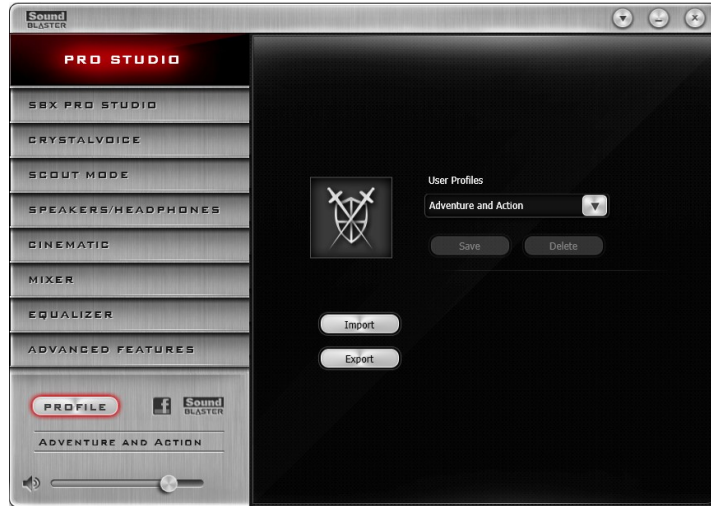 Sound
BLASTER
PRO STUDIO
SBX PRO STUDIO
CRYSTALVOICE
SCOUT MODE
SPEAKERS/HEADPHONES
CINEMATIC
MIXER
EQUALIZER
ADVANCED FEATURES
PROFILE
f
Sound
BLASTER
ADVENTURE AND ACTION
User Profiles
Adventure and Action
Save
Delete
Import
Export